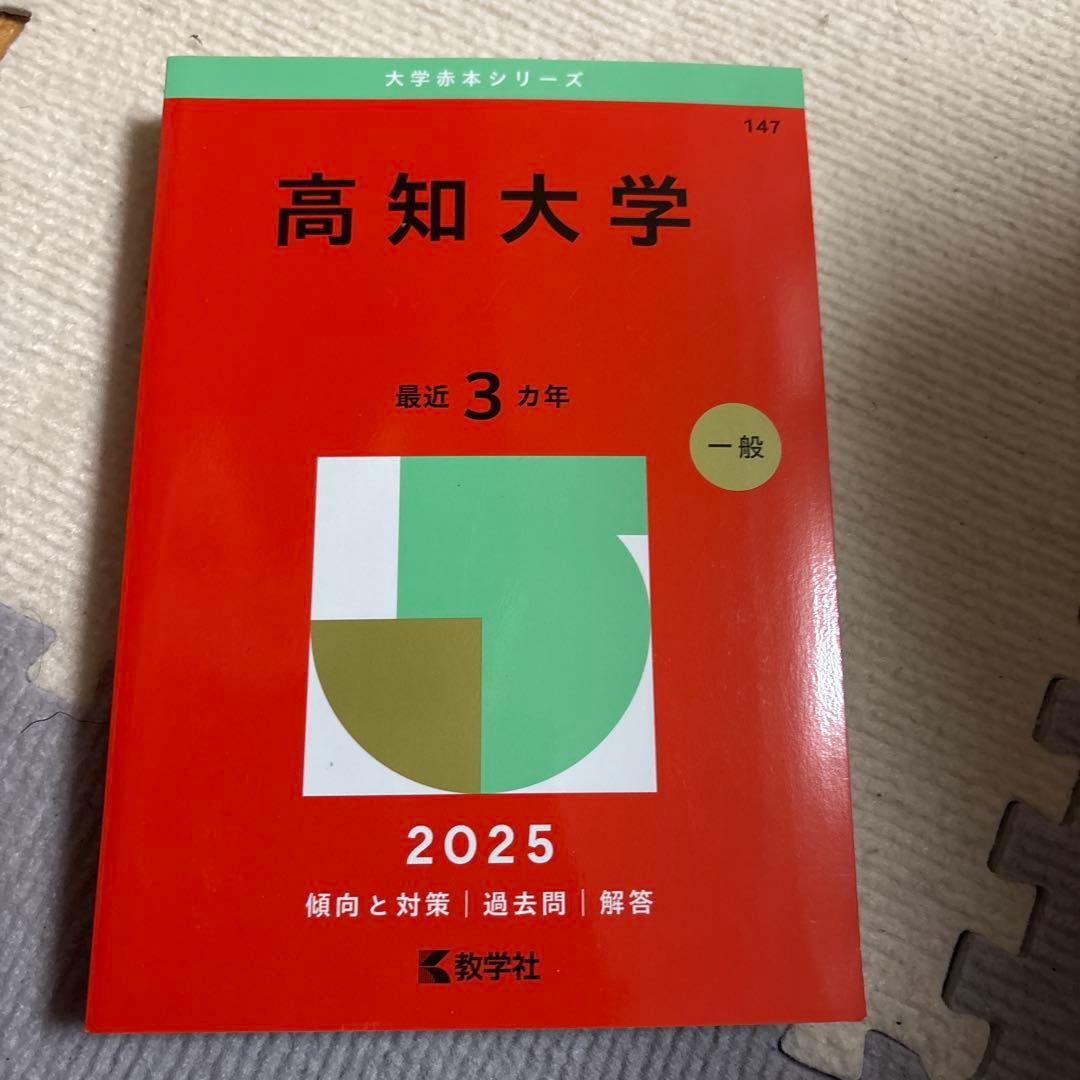 大学赤本シリーズ
147
高知大学
最近 3 カ年
一般
2025
傾向と対策｜過去問｜解答
教学社